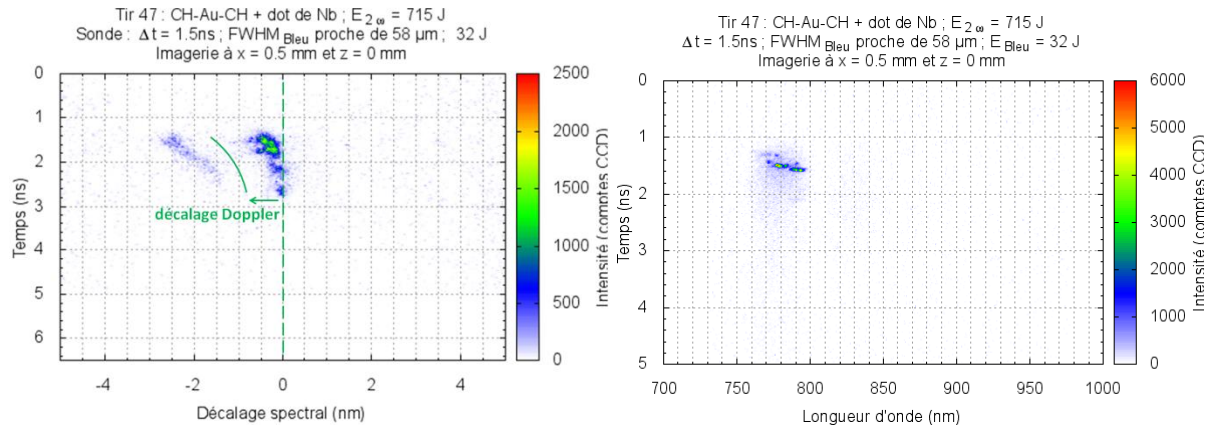 Tir 47 : CH-Au-CH + dot de Nb ; E2ω = 715 J
Sonde : Δt = 1.5ns ; FWHMBleu proche de 58 µm ; 32 J
Imagerie à x = 0.5 mm et z = 0 mm
0
1
2
3
4
5
6
Temps (ns)
décalage Doppler
-4
-2
0
2
4
Décalage spectral (nm)
2500
2000
1500
1000
500
0
Intensité (comptes CCD)
Tir 47 : CH-Au-CH + dot de Nb ; E2ω = 715 J
Δt = 1.5ns ; FWHMBleu proche de 58 µm ; EBleu = 32 J
Imagerie à x = 0.5 mm et z = 0 mm
0
1
2
3
4
5
Temps (ns)
700
750
800
850
900
950
1000
Longueur d'onde (nm)
6000
5000
4000
3000
2000
1000
0
Intensité (comptes CCD)